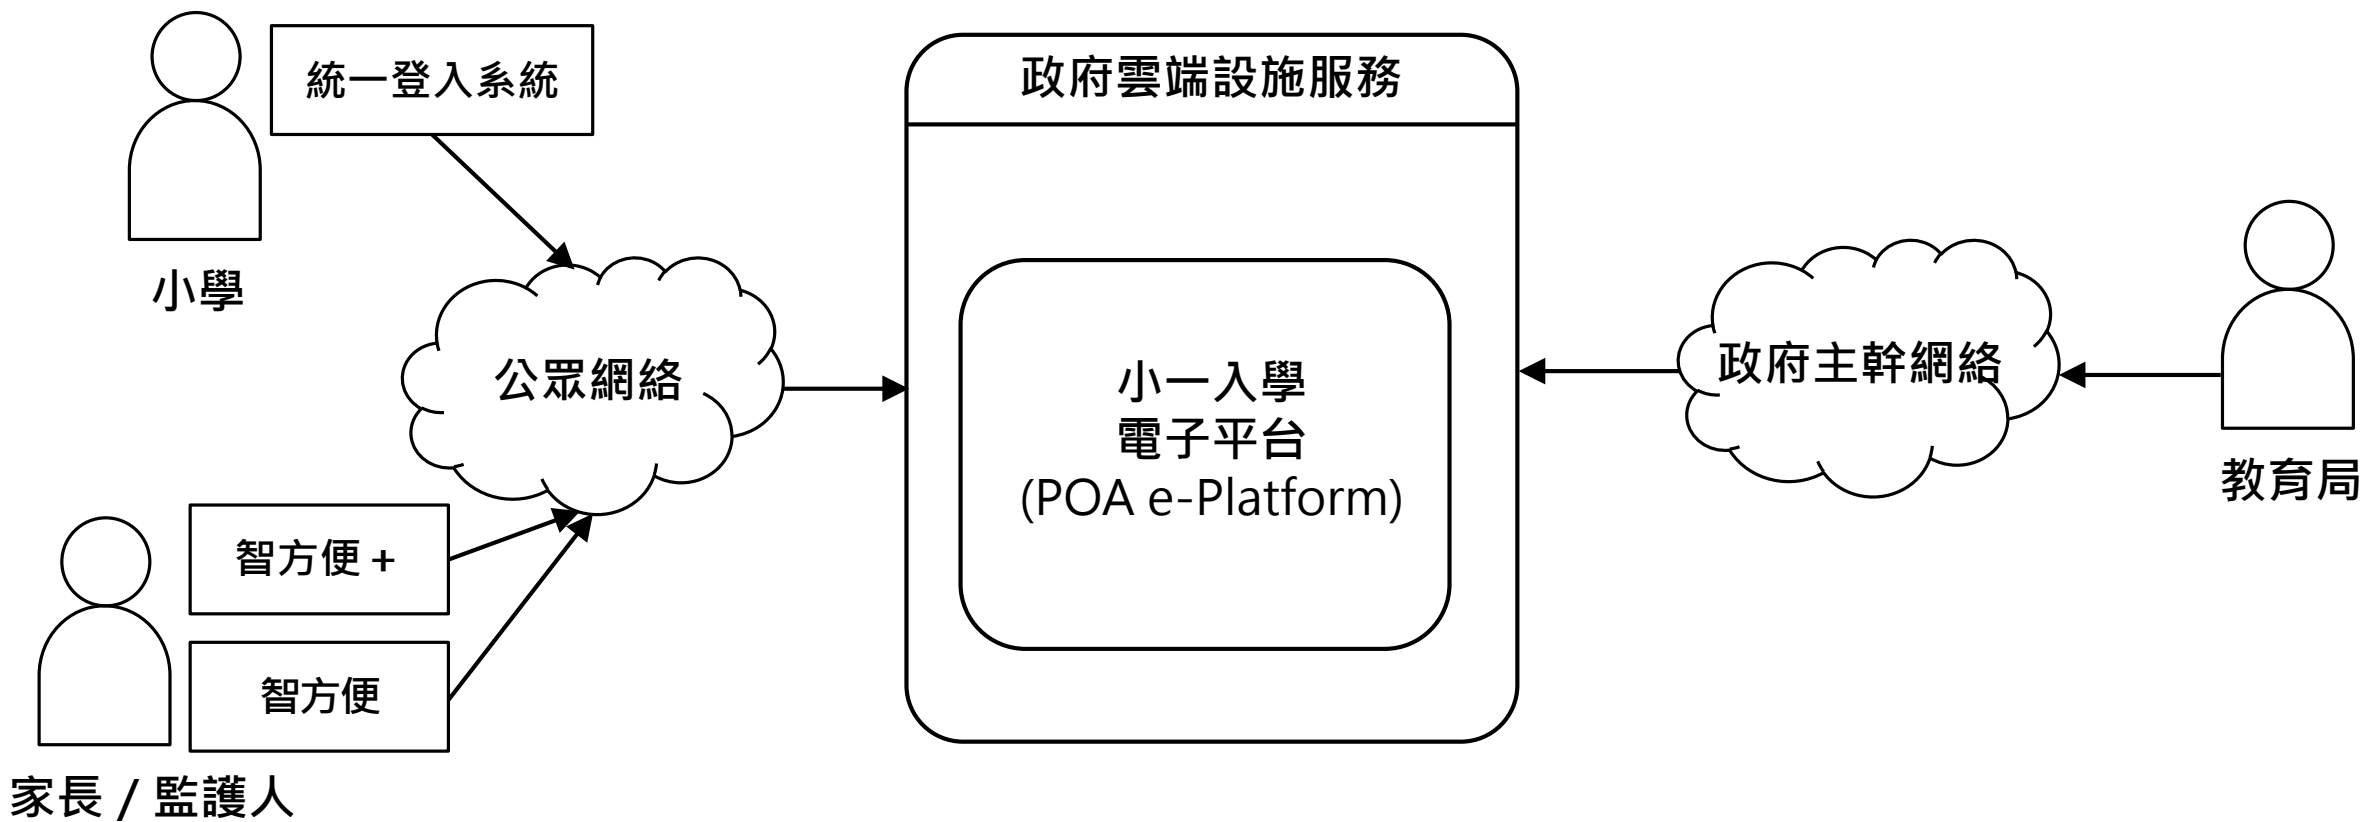 統一登入系統
小學
公眾網絡
智方便 +
智方便
家長 / 監護人
政府雲端設施服務
小一入學
電子平台
(POA e-Platform)
政府主幹網絡
教育局